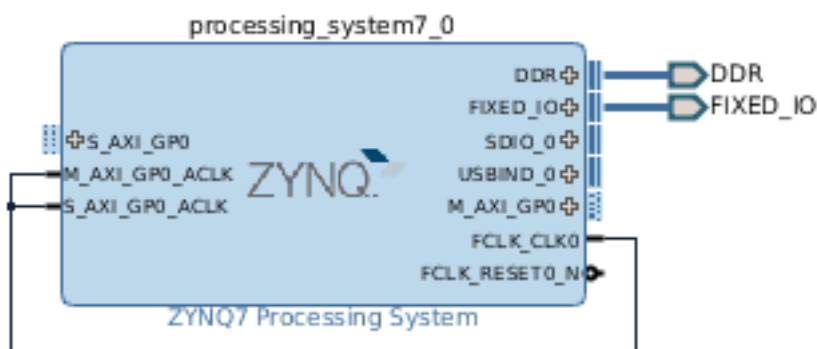 processing_system7_0
DDR
FIXED_IO
SDIO_0
USBIND_0
M_AXI_GP0
FCLK_CLK0
FCLK_RESET0_N
S_AXI_GP0
M_AXI_GP0_ACLK
S_AXI_GP0_ACLK
ZYNQ
DDR
FIXED_IO
ZYNQ7 Processing System